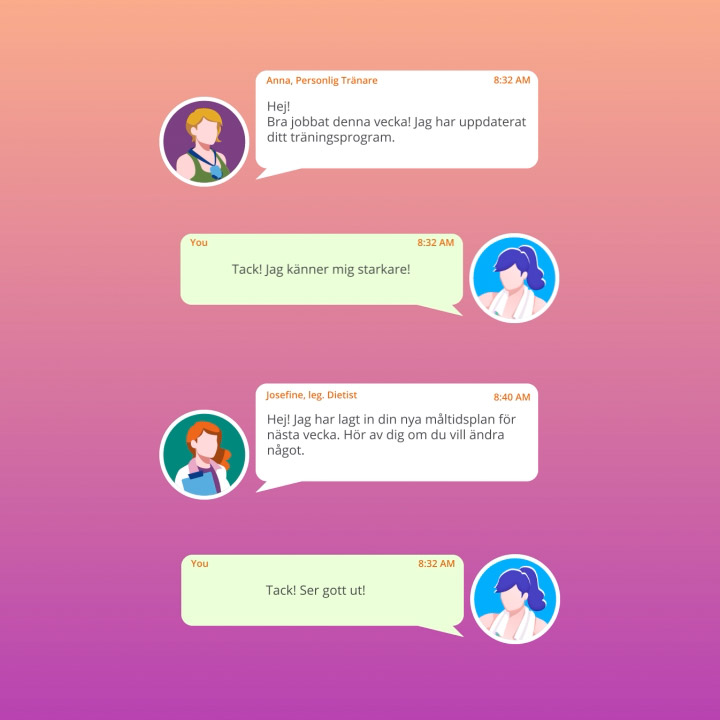 Anna, Personlig Tränare 8:32 AM
Hej!
Bra jobbat denna vecka! Jag har uppdaterat
ditt träningsprogram.
You 8:32 AM
Tack! Jag känner mig starkare!
Josefine, leg. Dietist 8:40 AM
Hej! Jag har lagt in din nya måltidsplan för
nästa vecka. Hör av dig om du vill ändra
något.
You 8:32 AM
Tack! Ser gott ut!